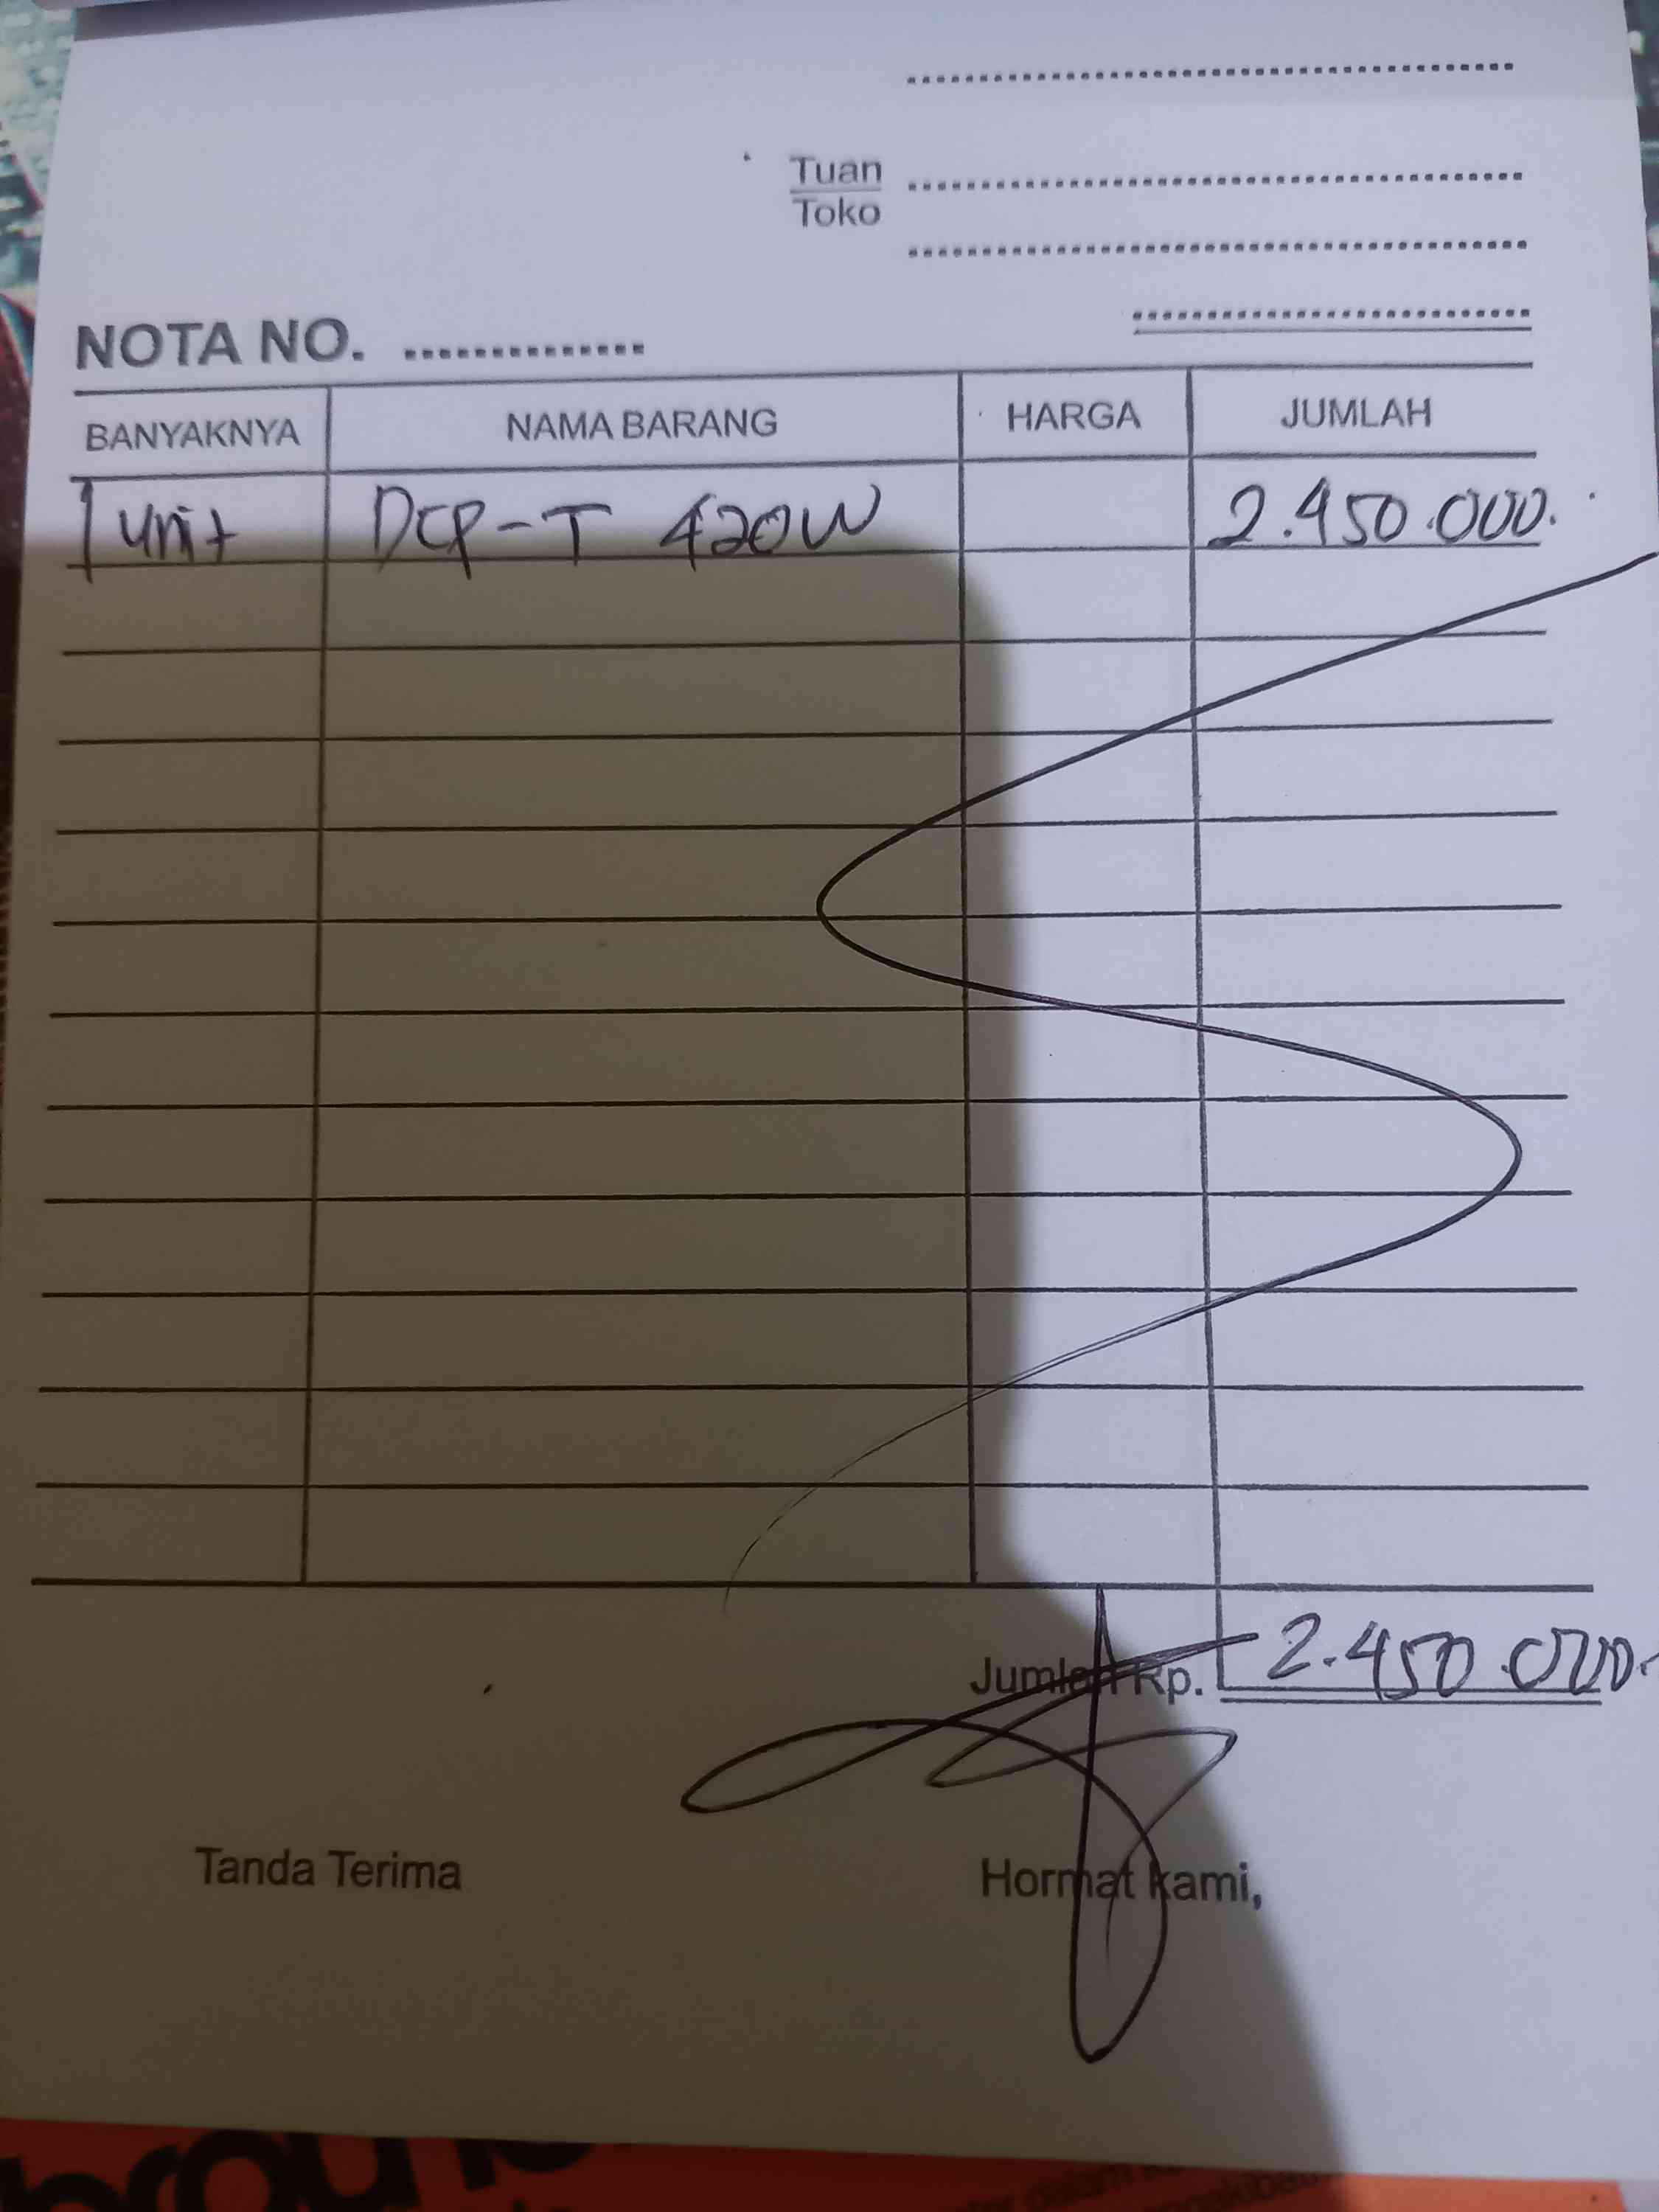 Tuan
Toko
NOTA NO.
BANYAKNYA NAMA BARANG HARGA JUMLAH
1 Unit DCP-T 420W 2.450.000.
Jumlah Rp. 2.450.000.-
Tanda Terima Hormat kami,